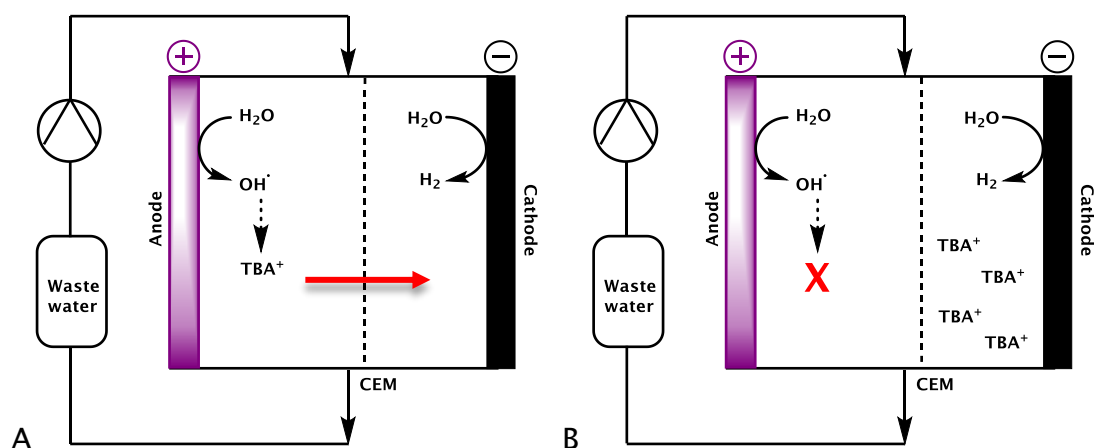 +
−
H₂O
H₂O
OH•
H₂
TBA⁺
Anode
Cathode
Waste
water
CEM
A
+
−
H₂O
H₂O
OH•
H₂
X
TBA⁺
TBA⁺
TBA⁺
TBA⁺
Anode
Cathode
Waste
water
CEM
B